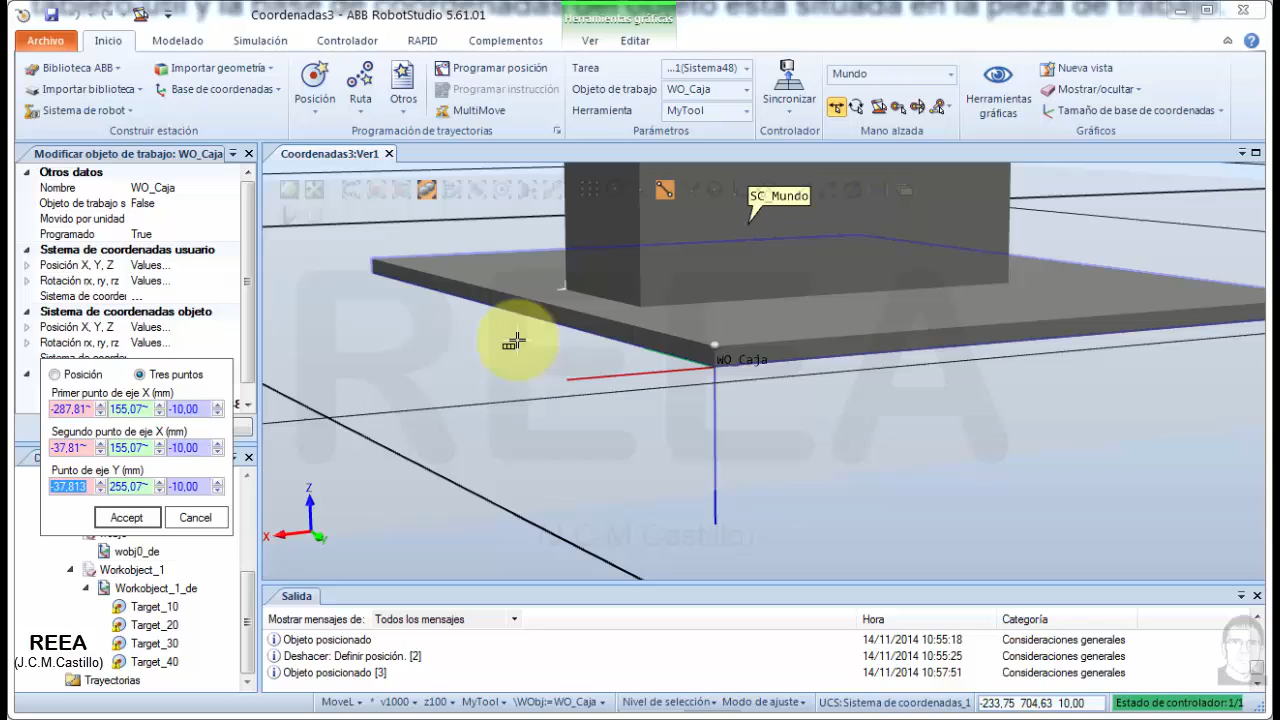 Coordenadas3 - ABB RobotStudio 5.61.01
Herramientas gráficas
Archivo
Inicio
Modelado
Simulación
Controlador
RAPID
Complementos
Ver
Editar
Biblioteca ABB
Importar geometría
Importar biblioteca
Base de coordenadas
Sistema de robot
Construir estación
Posición
Ruta
Otros
Programar posición
Programar instrucción
MultiMove
Programación de trayectorias
Tarea
...1(Sistema48)
Objeto de trabajo
WO_Caja
Herramienta
MyTool
Parámetros
Sincronizar
Controlador
Mundo
Mano alzada
Herramientas gráficas
Nueva vista
Mostrar/ocultar
Tamaño de base de coordenadas
Gráficos
Modificar objeto de trabajo: WO_Caja
Otros datos
Nombre WO_Caja
Objeto de trabajo s False
Movido por unidad
Programado True
Sstema de coordenadas usuario
Posición X, Y, Z Values...
Rotación rx, ry, rz Values...
Sistema de coorder ...
Sistema de coordenadas objeto
Posición X, Y, Z Values...
Rotación rx, ry, rz Values...
Posición
Tres puntos
Primer punto de eje X (mm)
-287,81~ 155,07~ -10,00
Segundo punto de eje X (mm)
-37,81~ 155,07~ -10,00
Punto de eje Y (mm)
-37,813 255,07~ -10,00
Accept
Cancel
wobj0_de
Workobject_1
Workobject_1_de
Target_10
Target_20
Target_30
Target_40
Trayectorias
REEA
(J.C.M.Castillo)
Coordenadas3:Ver1
SC_Mundo
WO_Caja
REEA
(J.C.M.Castillo)
Z
X
Y
Salida
Mostrar mensajes de: Todos los mensajes
Hora
Categoría
Objeto posicionado 14/11/2014 10:55:18 Consideraciones generales
Deshacer: Definir posición. [2] 14/11/2014 10:55:25 Consideraciones generales
Objeto posicionado [3] 14/11/2014 10:57:51 Consideraciones generales
MoveL * v1000 z100 MyTool \WObj:=WO_Caja
Nivel de selección
Modo de ajuste
UCS: Sistema de coordenadas_1
-233,75 704,63 10,00
Estado de controlador: 1/1